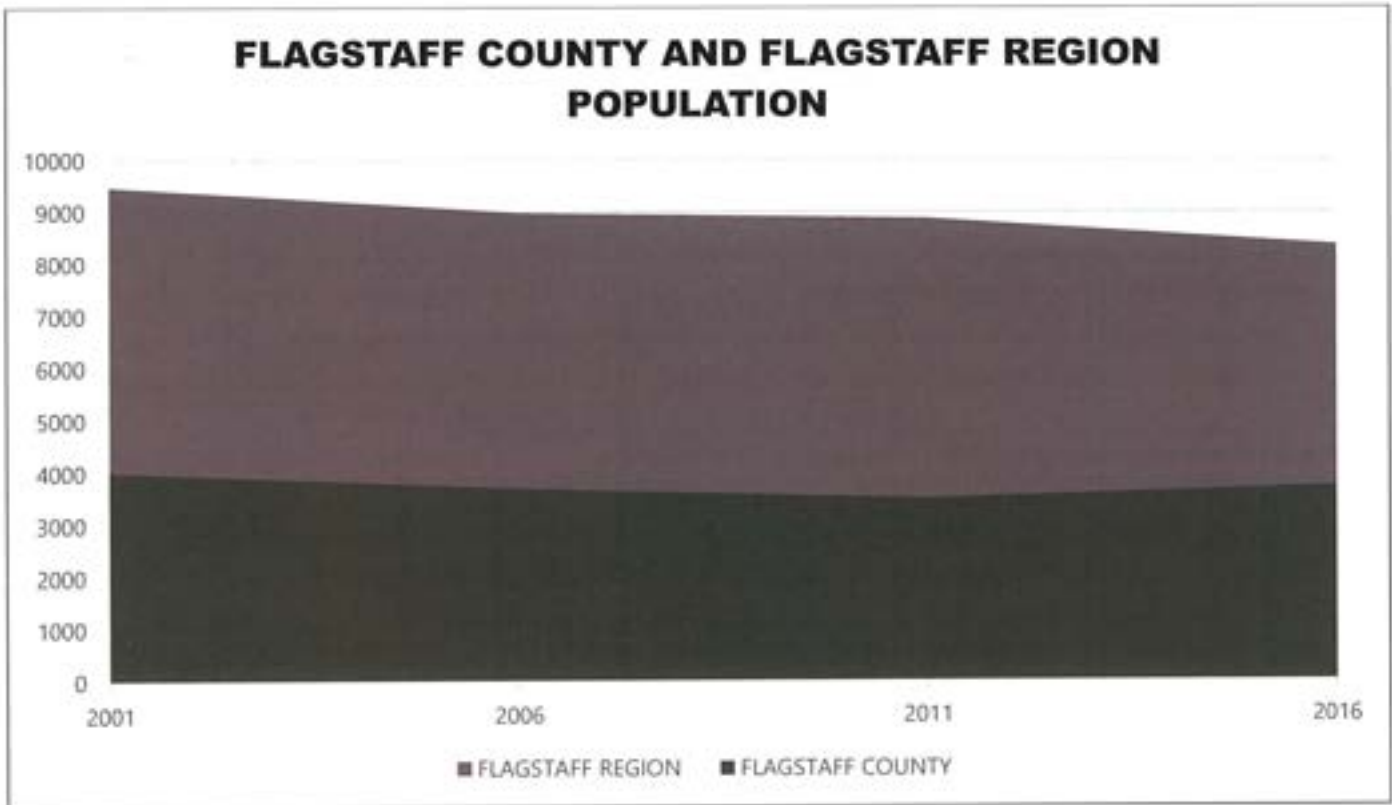 FLAGSTAFF COUNTY AND FLAGSTAFF REGION
POPULATION
10000
9000
8000
7000
6000
5000
4000
3000
2000
1000
0
2001 2006 2011 2016
FLAGSTAFF REGION FLAGSTAFF COUNTY